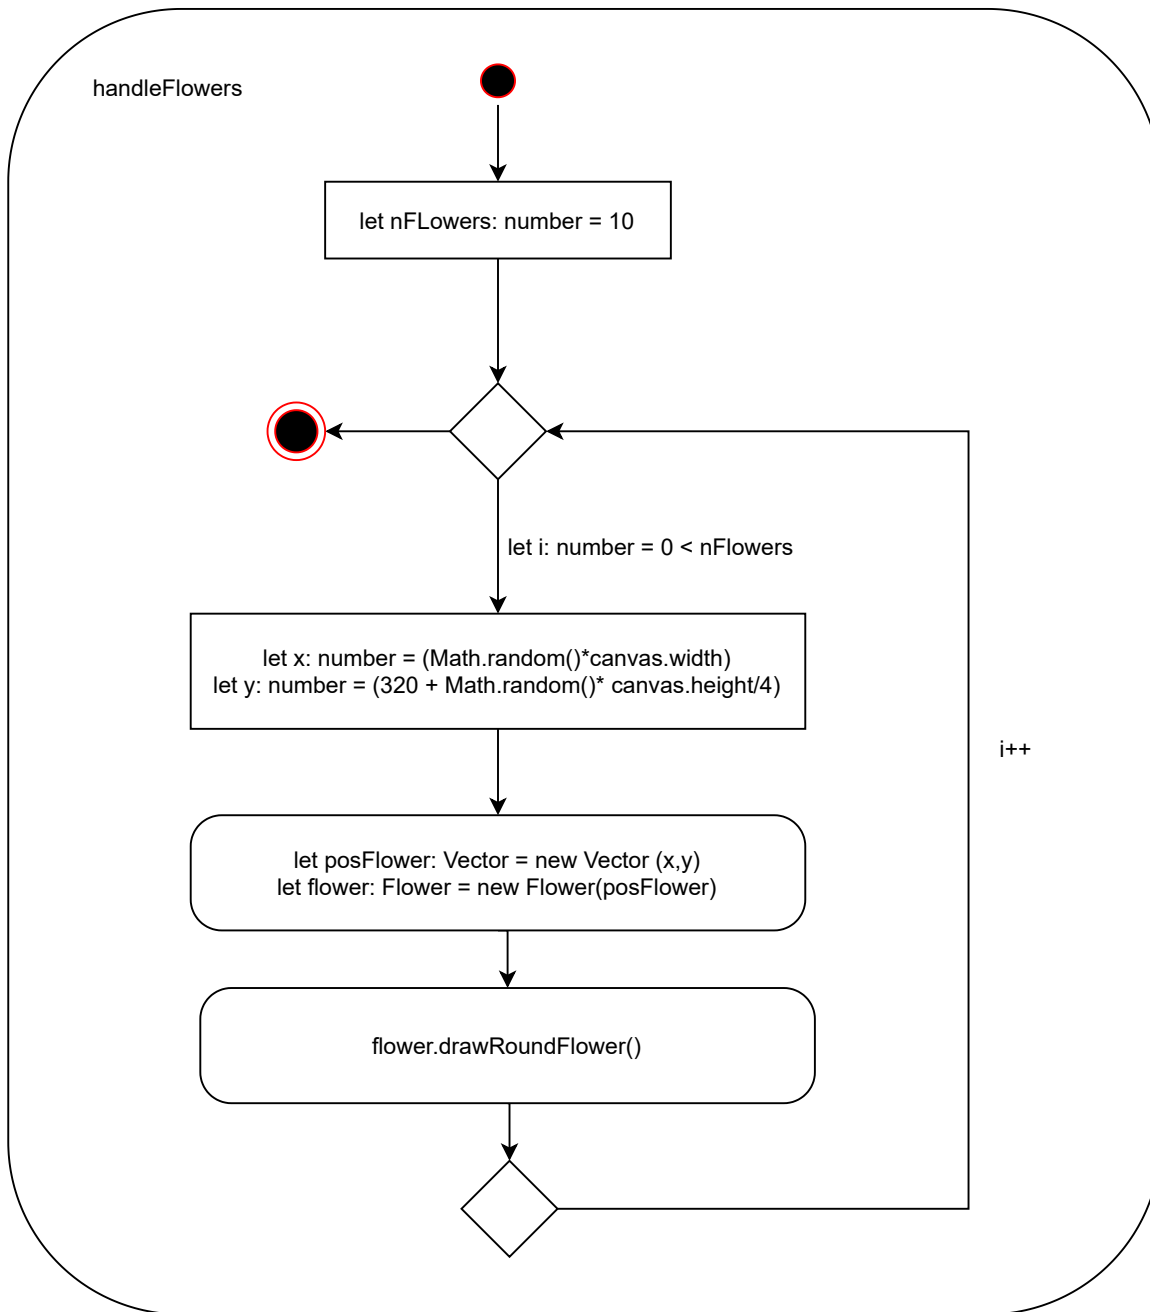 handleFlowers
let nFLowers: number = 10
let i: number = 0 < nFlowers
let x: number = (Math.random()*canvas.width)
let y: number = (320 + Math.random()* canvas.height/4)
i++
let posFlower: Vector = new Vector (x,y)
let flower: Flower = new Flower(posFlower)
flower.drawRoundFlower()